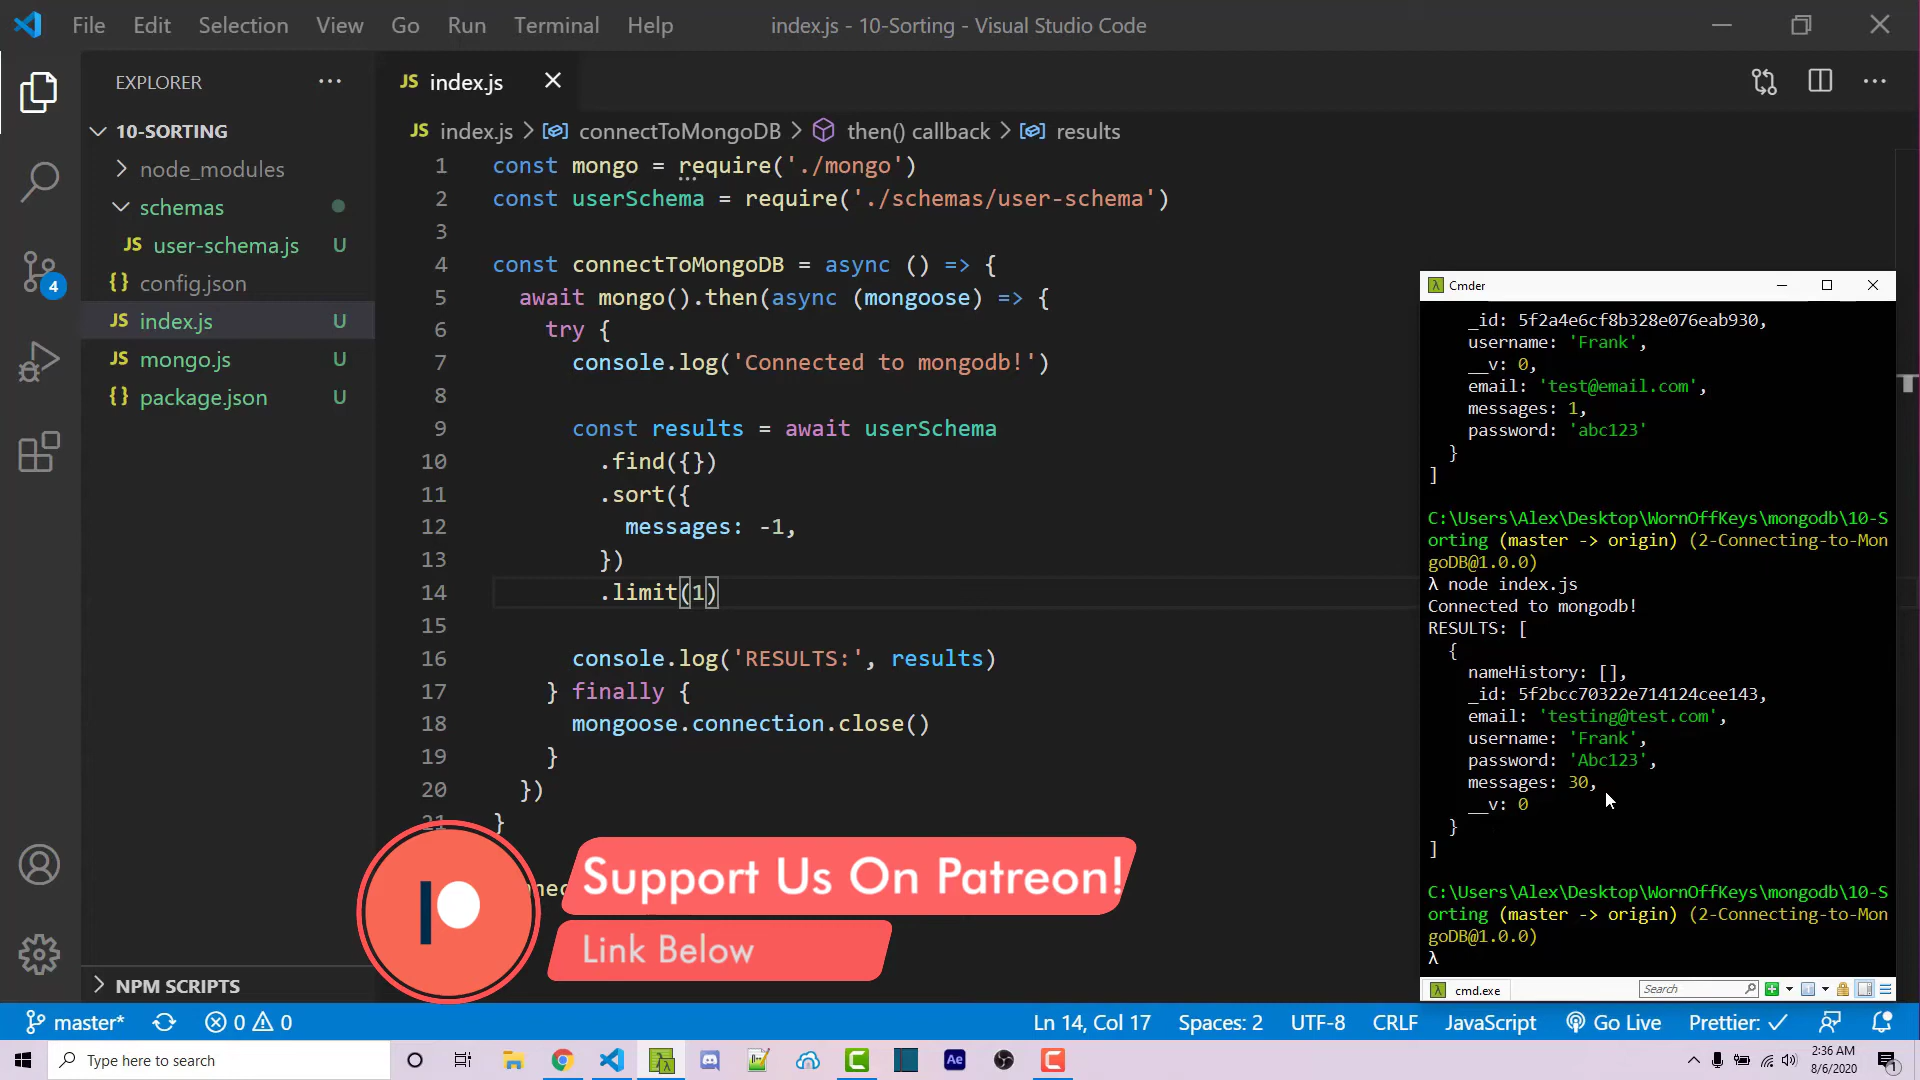 File Edit Selection View Go Run Terminal Help
index.js - 10-Sorting - Visual Studio Code
EXPLORER
10-SORTING
node_modules
schemas
JS user-schema.js U
{} config.json
JS index.js U
JS mongo.js U
{} package.json U
4
NPM SCRIPTS
JS index.js
JS index.js > connectToMongoDB > then() callback > results
1 const mongo = require('./mongo')
2 const userSchema = require('./schemas/user-schema')
3
4 const connectToMongoDB = async () => {
5 await mongo().then(async (mongoose) => {
6 try {
7 console.log('Connected to mongodb!')
8
9 const results = await userSchema
10 .find({})
11 .sort({
12 messages: -1,
13 })
14 .limit(1)
15
16 console.log('RESULTS:', results)
17 } finally {
18 mongoose.connection.close()
19 }
20 })
21 }
Support Us On Patreon!
Link Below
Cmder
_id: 5f2a4e6cf8b328e076eab930,
username: 'Frank',
__v: 0,
email: 'test@email.com',
messages: 1,
password: 'abc123'
}
]
C:\Users\Alex\Desktop\WornOffKeys\mongodb\10-S
orting (master -> origin) (2-Connecting-to-Mon
goDB@1.0.0)
λ node index.js
Connected to mongodb!
RESULTS: [
{
nameHistory: [],
_id: 5f2bcc70322e714124cee143,
email: 'testing@test.com',
username: 'Frank',
password: 'Abc123',
messages: 30,
__v: 0
}
]
C:\Users\Alex\Desktop\WornOffKeys\mongodb\10-S
orting (master -> origin) (2-Connecting-to-Mon
goDB@1.0.0)
λ
cmd.exe
Search
master* 0 0 Ln 14, Col 17 Spaces: 2 UTF-8 CRLF JavaScript Go Live Prettier: ✓
Type here to search
Ae
2:36 AM
8/6/2020
1